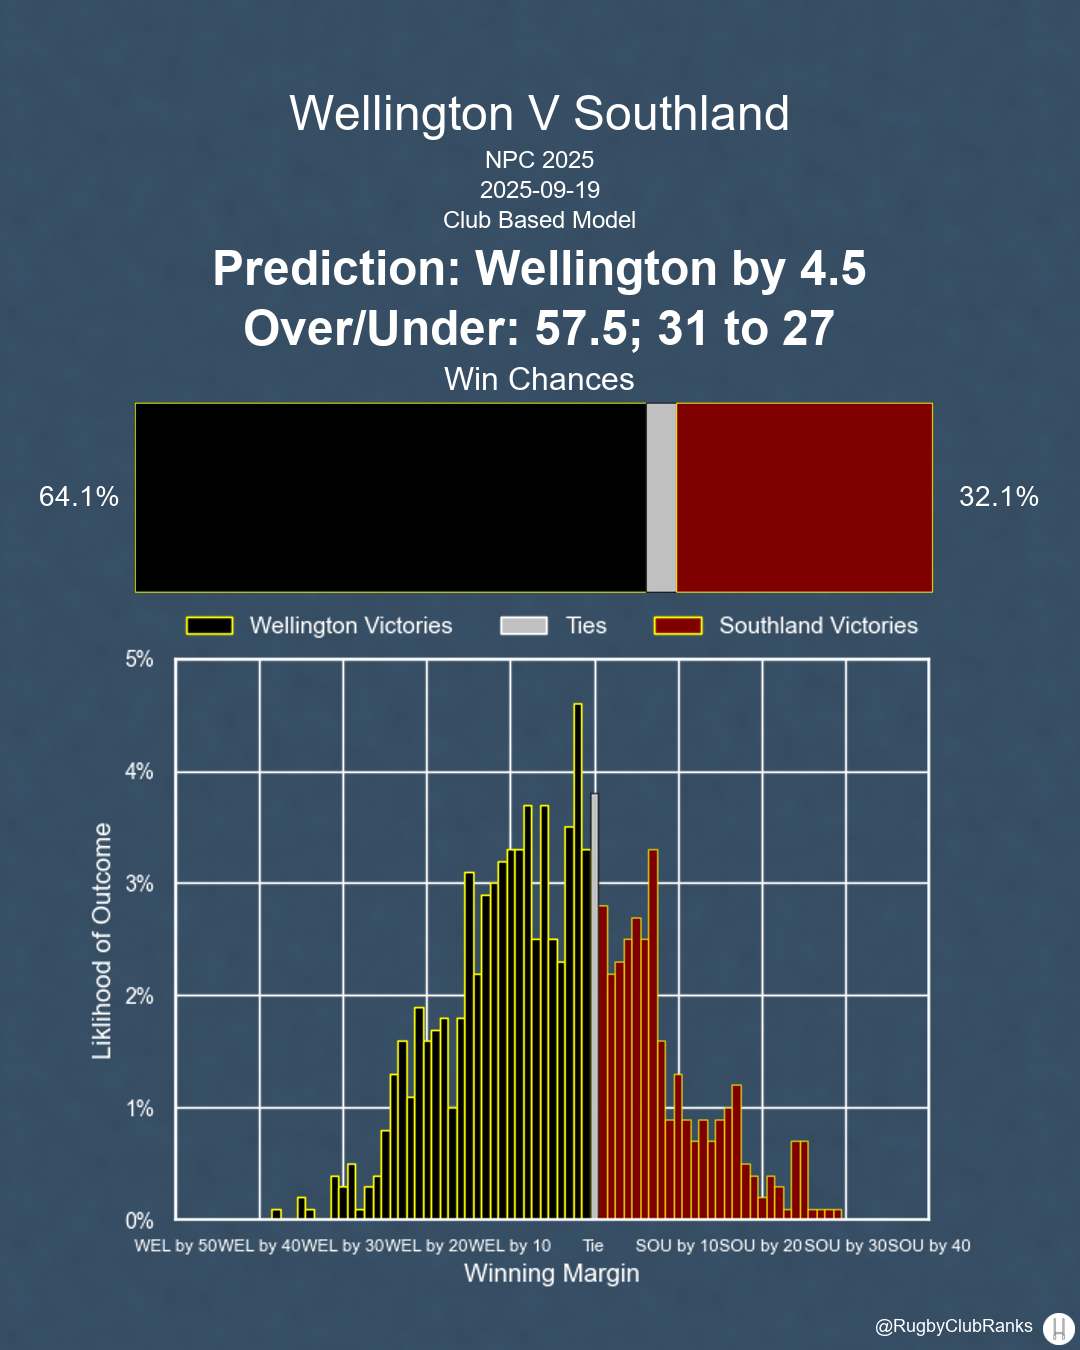 Wellington V Southland
NPC 2025
2025-09-19
Club Based Model
Prediction: Wellington by 4.5
Over/Under: 57.5; 31 to 27
Win Chances
64.1%
32.1%
Wellington Victories
Ties
Southland Victories
5%
4%
3%
2%
1%
0%
Liklihood of Outcome
WEL by 50
WEL by 40
WEL by 30
WEL by 20
WEL by 10
Tie
SOU by 10
SOU by 20
SOU by 30
SOU by 40
Winning Margin
@RugbyClubRanks